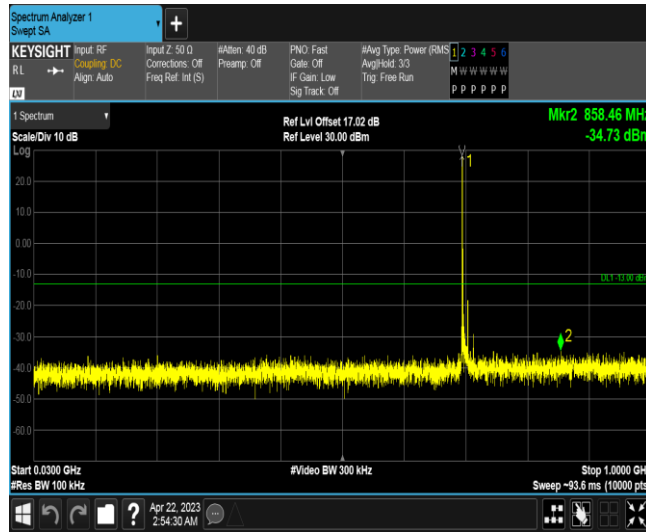 Spectrum Analyzer 1
Swept SA
KEYSIGHT
RL
LXI
Input: RF
Coupling: DC
Align: Auto
Input Z: 50 Ω
Corrections: Off
Freq Ref: Int (S)
#Atten: 40 dB
Preamp: Off
PNO: Fast
Gate: Off
IF Gain: Low
Sig Track: Off
#Avg Type: Power (RMS
Avg|Hold: 3/3
Trig: Free Run
1 2 3 4 5 6
M W W W W W
P P P P P P
1 Spectrum
Scale/Div 10 dB
Log
Ref Lvl Offset 17.02 dB
Ref Level 30.00 dBm
Mkr2 858.46 MHz
-34.73 dBm
1
20.0
10.0
0.00
-10.0
DL1 -13.00 dBm
-20.0
-30.0
2
-40.0
-50.0
-60.0
Start 0.0300 GHz
#Res BW 100 kHz
#Video BW 300 kHz
Stop 1.0000 GHz
Sweep ~93.6 ms (10000 pts
Apr 22, 2023
2:54:30 AM